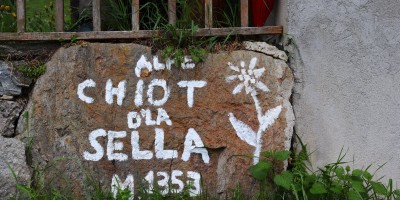 ALPE
CHIOT
D'LA
SELLA
M 1353